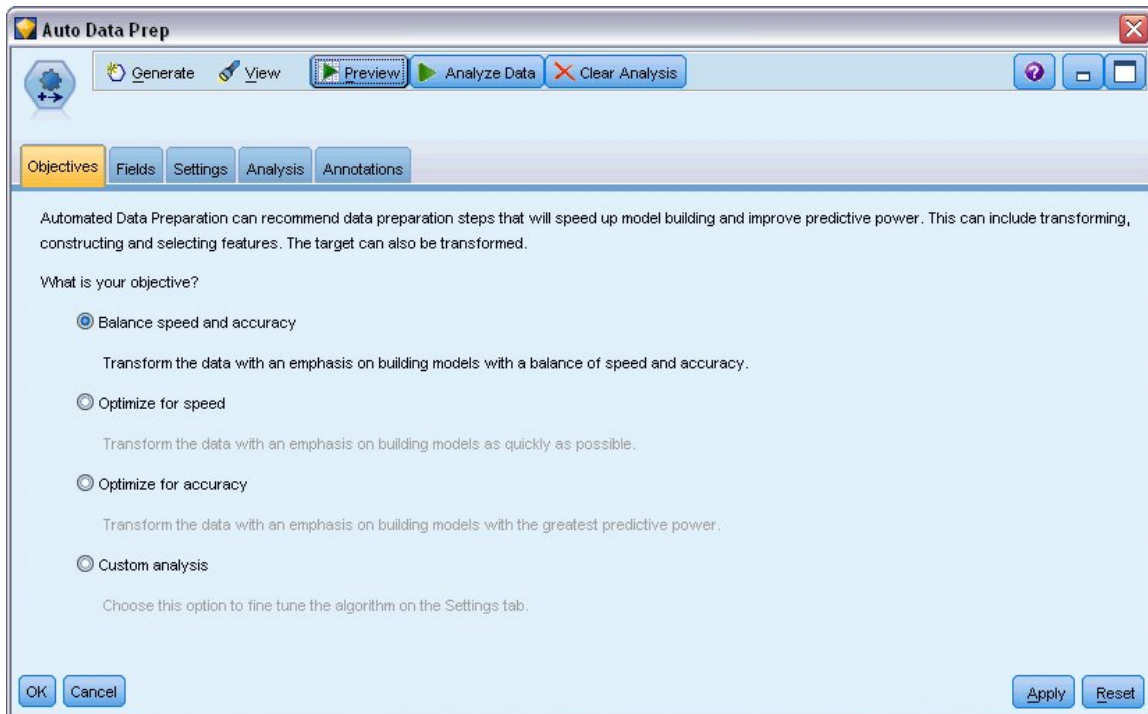 Auto Data Prep
Generate View Preview Analyze Data Clear Analysis
Objectives Fields Settings Analysis Annotations
Automated Data Preparation can recommend data preparation steps that will speed up model building and improve predictive power. This can include transforming,
constructing and selecting features. The target can also be transformed.
What is your objective?
Balance speed and accuracy
Transform the data with an emphasis on building models with a balance of speed and accuracy.
Optimize for speed
Transform the data with an emphasis on building models as quickly as possible.
Optimize for accuracy
Transform the data with an emphasis on building models with the greatest predictive power.
Custom analysis
Choose this option to fine tune the algorithm on the Settings tab.
OK Cancel Apply Reset